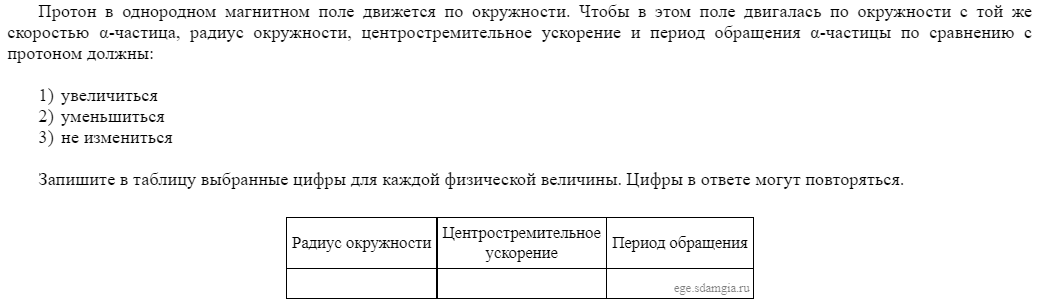 Протон в однородном магнитном поле движется по окружности. Чтобы в этом поле двигалась по окружности с той же
скоростью α-частица, радиус окружности, центростремительное ускорение и период обращения α-частицы по сравнению с
протоном должны:
1) увеличиться
2) уменьшиться
3) не измениться
Запишите в таблицу выбранные цифры для каждой физической величины. Цифры в ответе могут повторяться.
Радиус окружности
Центростремительное
ускорение
Период обращения
ege.sdamgia.ru